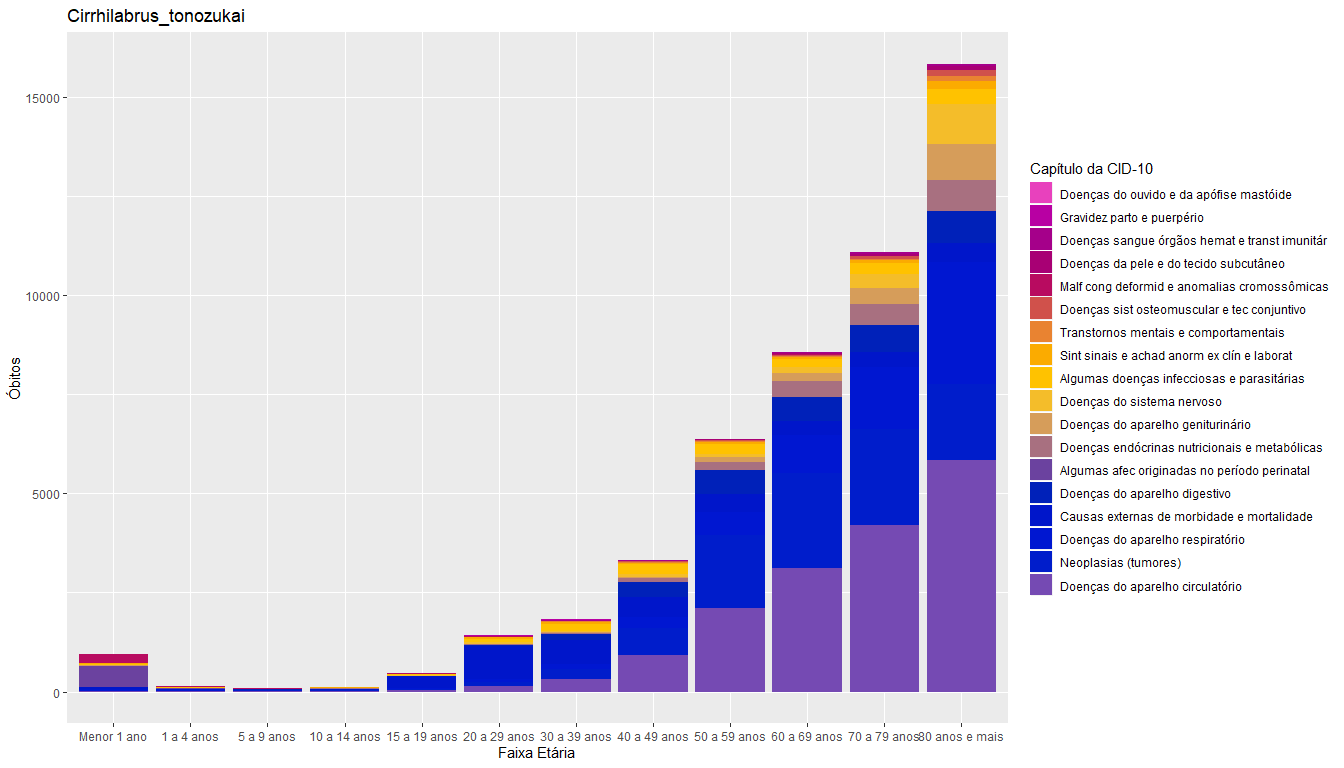 Cirrhilabrus_tonozukai
Óbitos
15000
10000
5000
0
Menor 1 ano 1 a 4 anos 5 a 9 anos 10 a 14 anos 15 a 19 anos 20 a 29 anos 30 a 39 anos 40 a 49 anos 50 a 59 anos 60 a 69 anos 70 a 79 anos 80 anos e mais
Faixa Etária
Capítulo da CID-10
Doenças do ouvido e da apófise mastóide
Gravidez parto e puerpério
Doenças sangue órgãos hemat e transt imunitár
Doenças da pele e do tecido subcutâneo
Malf cong deformid e anomalias cromossômicas
Doenças sist osteomuscular e tec conjuntivo
Transtornos mentais e comportamentais
Sint sinais e achad anorm ex clín e laborat
Algumas doenças infecciosas e parasitárias
Doenças do sistema nervoso
Doenças do aparelho geniturinário
Doenças endócrinas nutricionais e metabólicas
Algumas afec originadas no período perinatal
Doenças do aparelho digestivo
Causas externas de morbidade e mortalidade
Doenças do aparelho respiratório
Neoplasias (tumores)
Doenças do aparelho circulatório